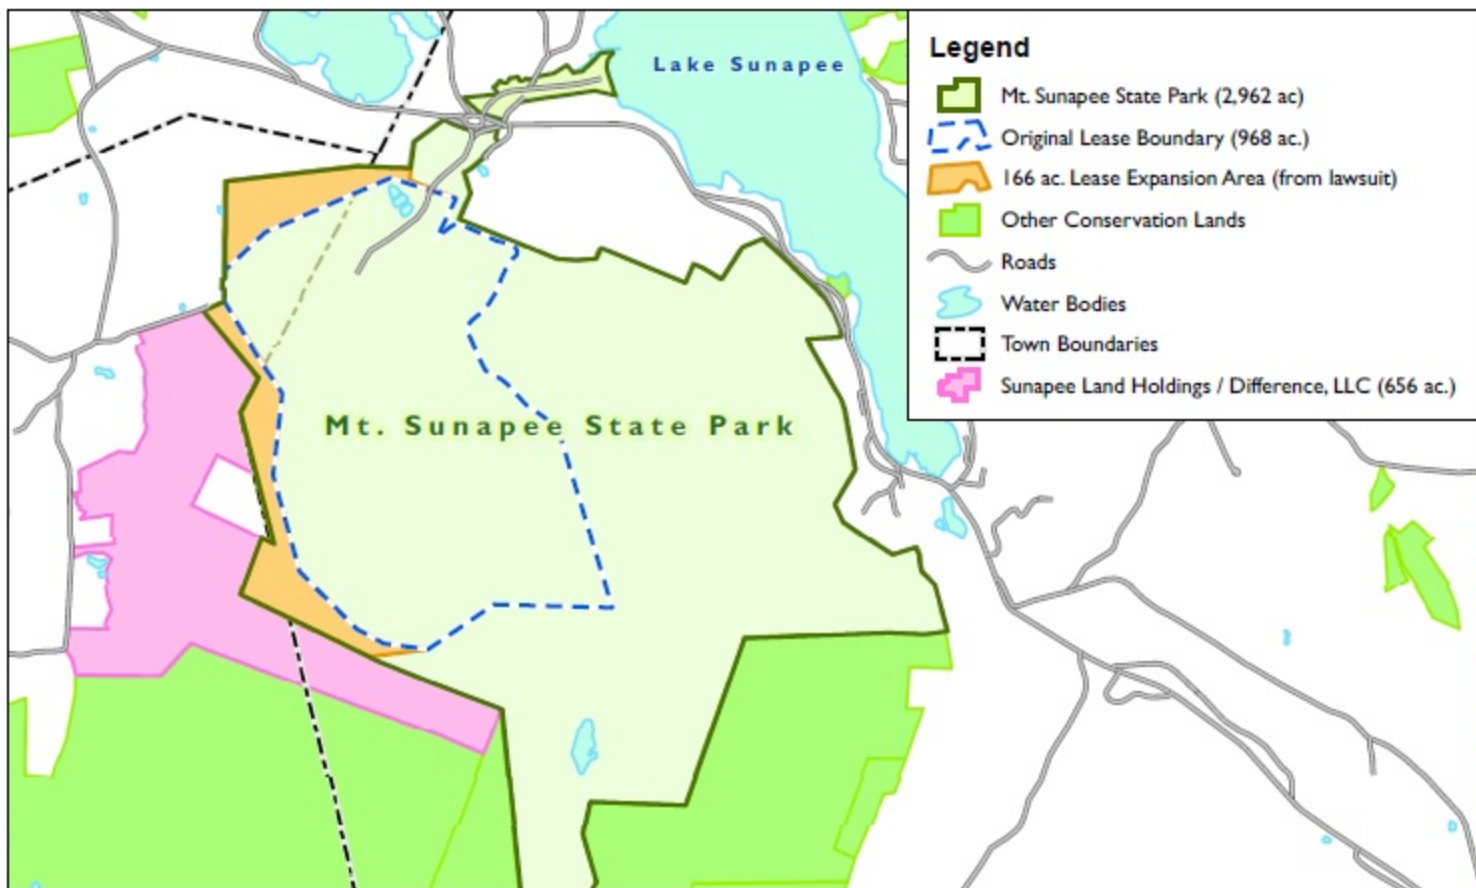 Lake Sunapee
Legend
Mt. Sunapee State Park (2,962 ac)
Original Lease Boundary (968 ac.)
166 ac. Lease Expansion Area (from lawsuit)
Other Conservation Lands
Roads
Water Bodies
Town Boundaries
Sunapee Land Holdings / Difference, LLC (656 ac.)
Mt. Sunapee State Park